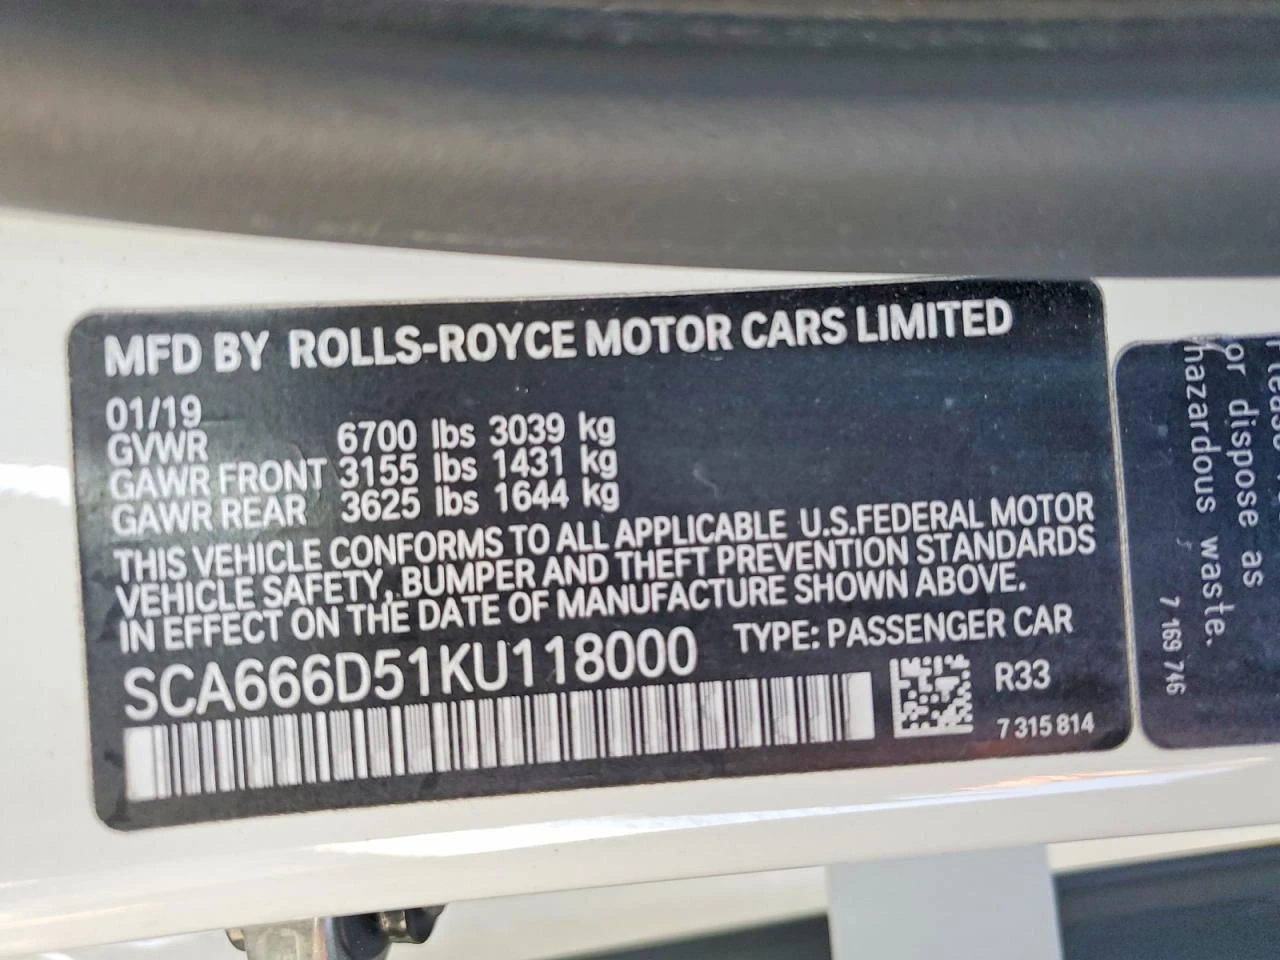 MFD BY ROLLS-ROYCE MOTOR CARS LIMITED
01/19
GVWR 6700 lbs 3039 kg
GAWR FRONT 3155 lbs 1431 kg
GAWR REAR 3625 lbs 1644 kg
THIS VEHICLE CONFORMS TO ALL APPLICABLE U.S.FEDERAL MOTOR
VEHICLE SAFETY, BUMPER AND THEFT PREVENTION STANDARDS
IN EFFECT ON THE DATE OF MANUFACTURE SHOWN ABOVE.
SCA666D51KU118000 TYPE: PASSENGER CAR
R33
7 315 814
or dispose as
hazardous waste.
7 169 746